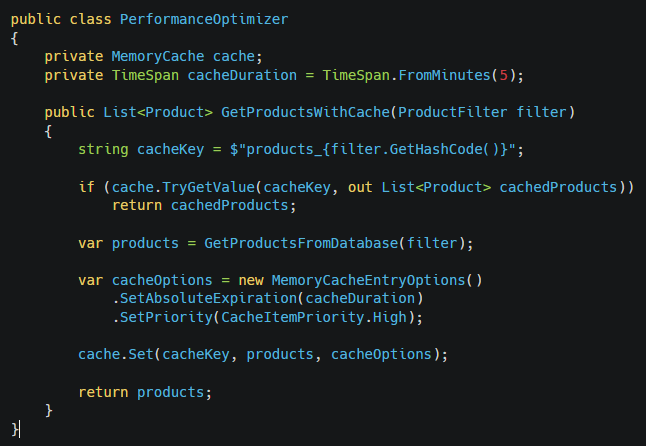 public class PerformanceOptimizer
{
    private MemoryCache cache;
    private TimeSpan cacheDuration = TimeSpan.FromMinutes(5);

    public List<Product> GetProductsWithCache(ProductFilter filter)
    {
        string cacheKey = $"products_{filter.GetHashCode()}";

        if (cache.TryGetValue(cacheKey, out List<Product> cachedProducts))
            return cachedProducts;

        var products = GetProductsFromDatabase(filter);

        var cacheOptions = new MemoryCacheEntryOptions()
            .SetAbsoluteExpiration(cacheDuration)
            .SetPriority(CacheItemPriority.High);

        cache.Set(cacheKey, products, cacheOptions);

        return products;
    }
}